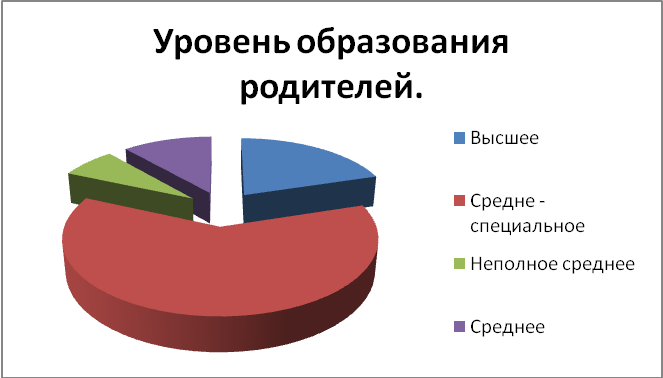 Уровень образования
родителей.
Высшее
Средне -
специальное
Неполное среднее
Среднее